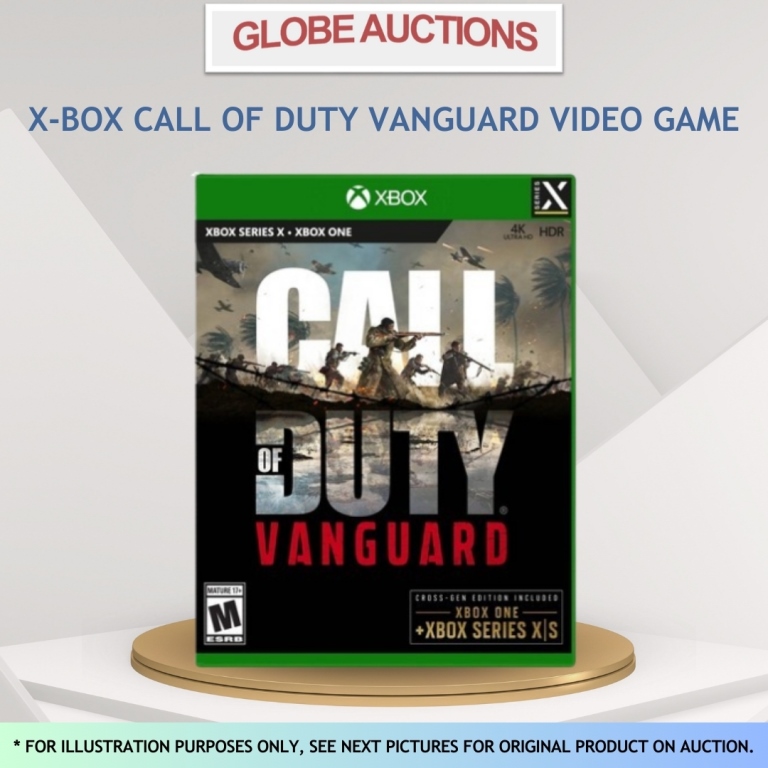 GLOBE AUCTIONS
X-BOX CALL OF DUTY VANGUARD VIDEO GAME
XBOX
SERIES X
XBOX SERIES X • XBOX ONE
4K HDR
ULTRA HD
CALL
OF DUTY®
VANGUARD
MATURE 17+
M
ESRB
CROSS-GEN EDITION INCLUDED
XBOX ONE
+XBOX SERIES X|S
* FOR ILLUSTRATION PURPOSES ONLY, SEE NEXT PICTURES FOR ORIGINAL PRODUCT ON AUCTION.